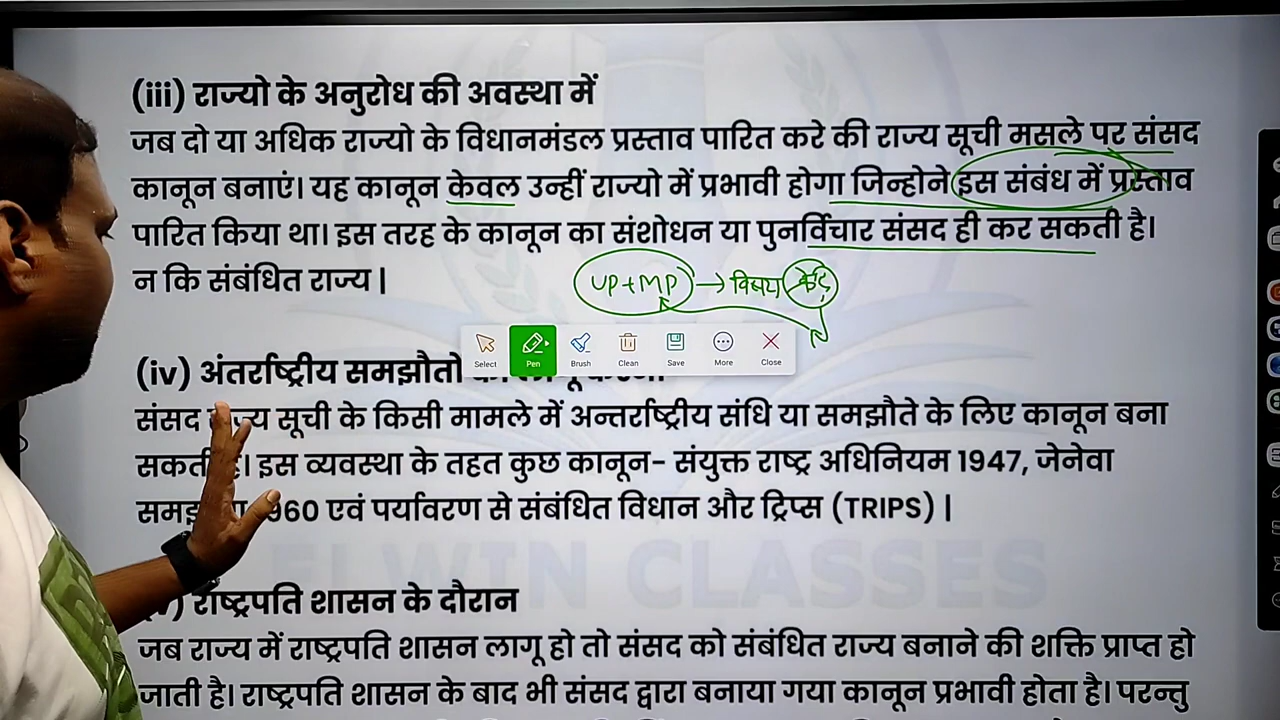 (iii) राज्यो के अनुरोध की अवस्था में
जब दो या अधिक राज्यो के विधानमंडल प्रस्ताव पारित करे की राज्य सूची मसले पर संसद
कानून बनाएं। यह कानून केवल उन्हीं राज्यो में प्रभावी होगा जिन्होने इस संबंध में प्रस्ताव
पारित किया था। इस तरह के कानून का संशोधन या पुनर्विचार संसद ही कर सकती है।
न कि संबंधित राज्य |
UP+MP → विषय
Select Pen Brush Clean Save More Close
(iv) अंतर्राष्ट्रीय समझौतो
संसद राज्य सूची के किसी मामले में अन्तर्राष्ट्रीय संधि या समझौते के लिए कानून बना
सकती है। इस व्यवस्था के तहत कुछ कानून- संयुक्त राष्ट्र अधिनियम 1947, जेनेवा
960 एवं पर्यावरण से संबंधित विधान और ट्रिप्स (TRIPS) |
WIN CLASSES
राष्ट्रपति शासन के दौरान
जब राज्य में राष्ट्रपति शासन लागू हो तो संसद को संबंधित राज्य बनाने की शक्ति प्राप्त हो
जाती है। राष्ट्रपति शासन के बाद भी संसद द्वारा बनाया गया कानून प्रभावी होता है। परन्तु